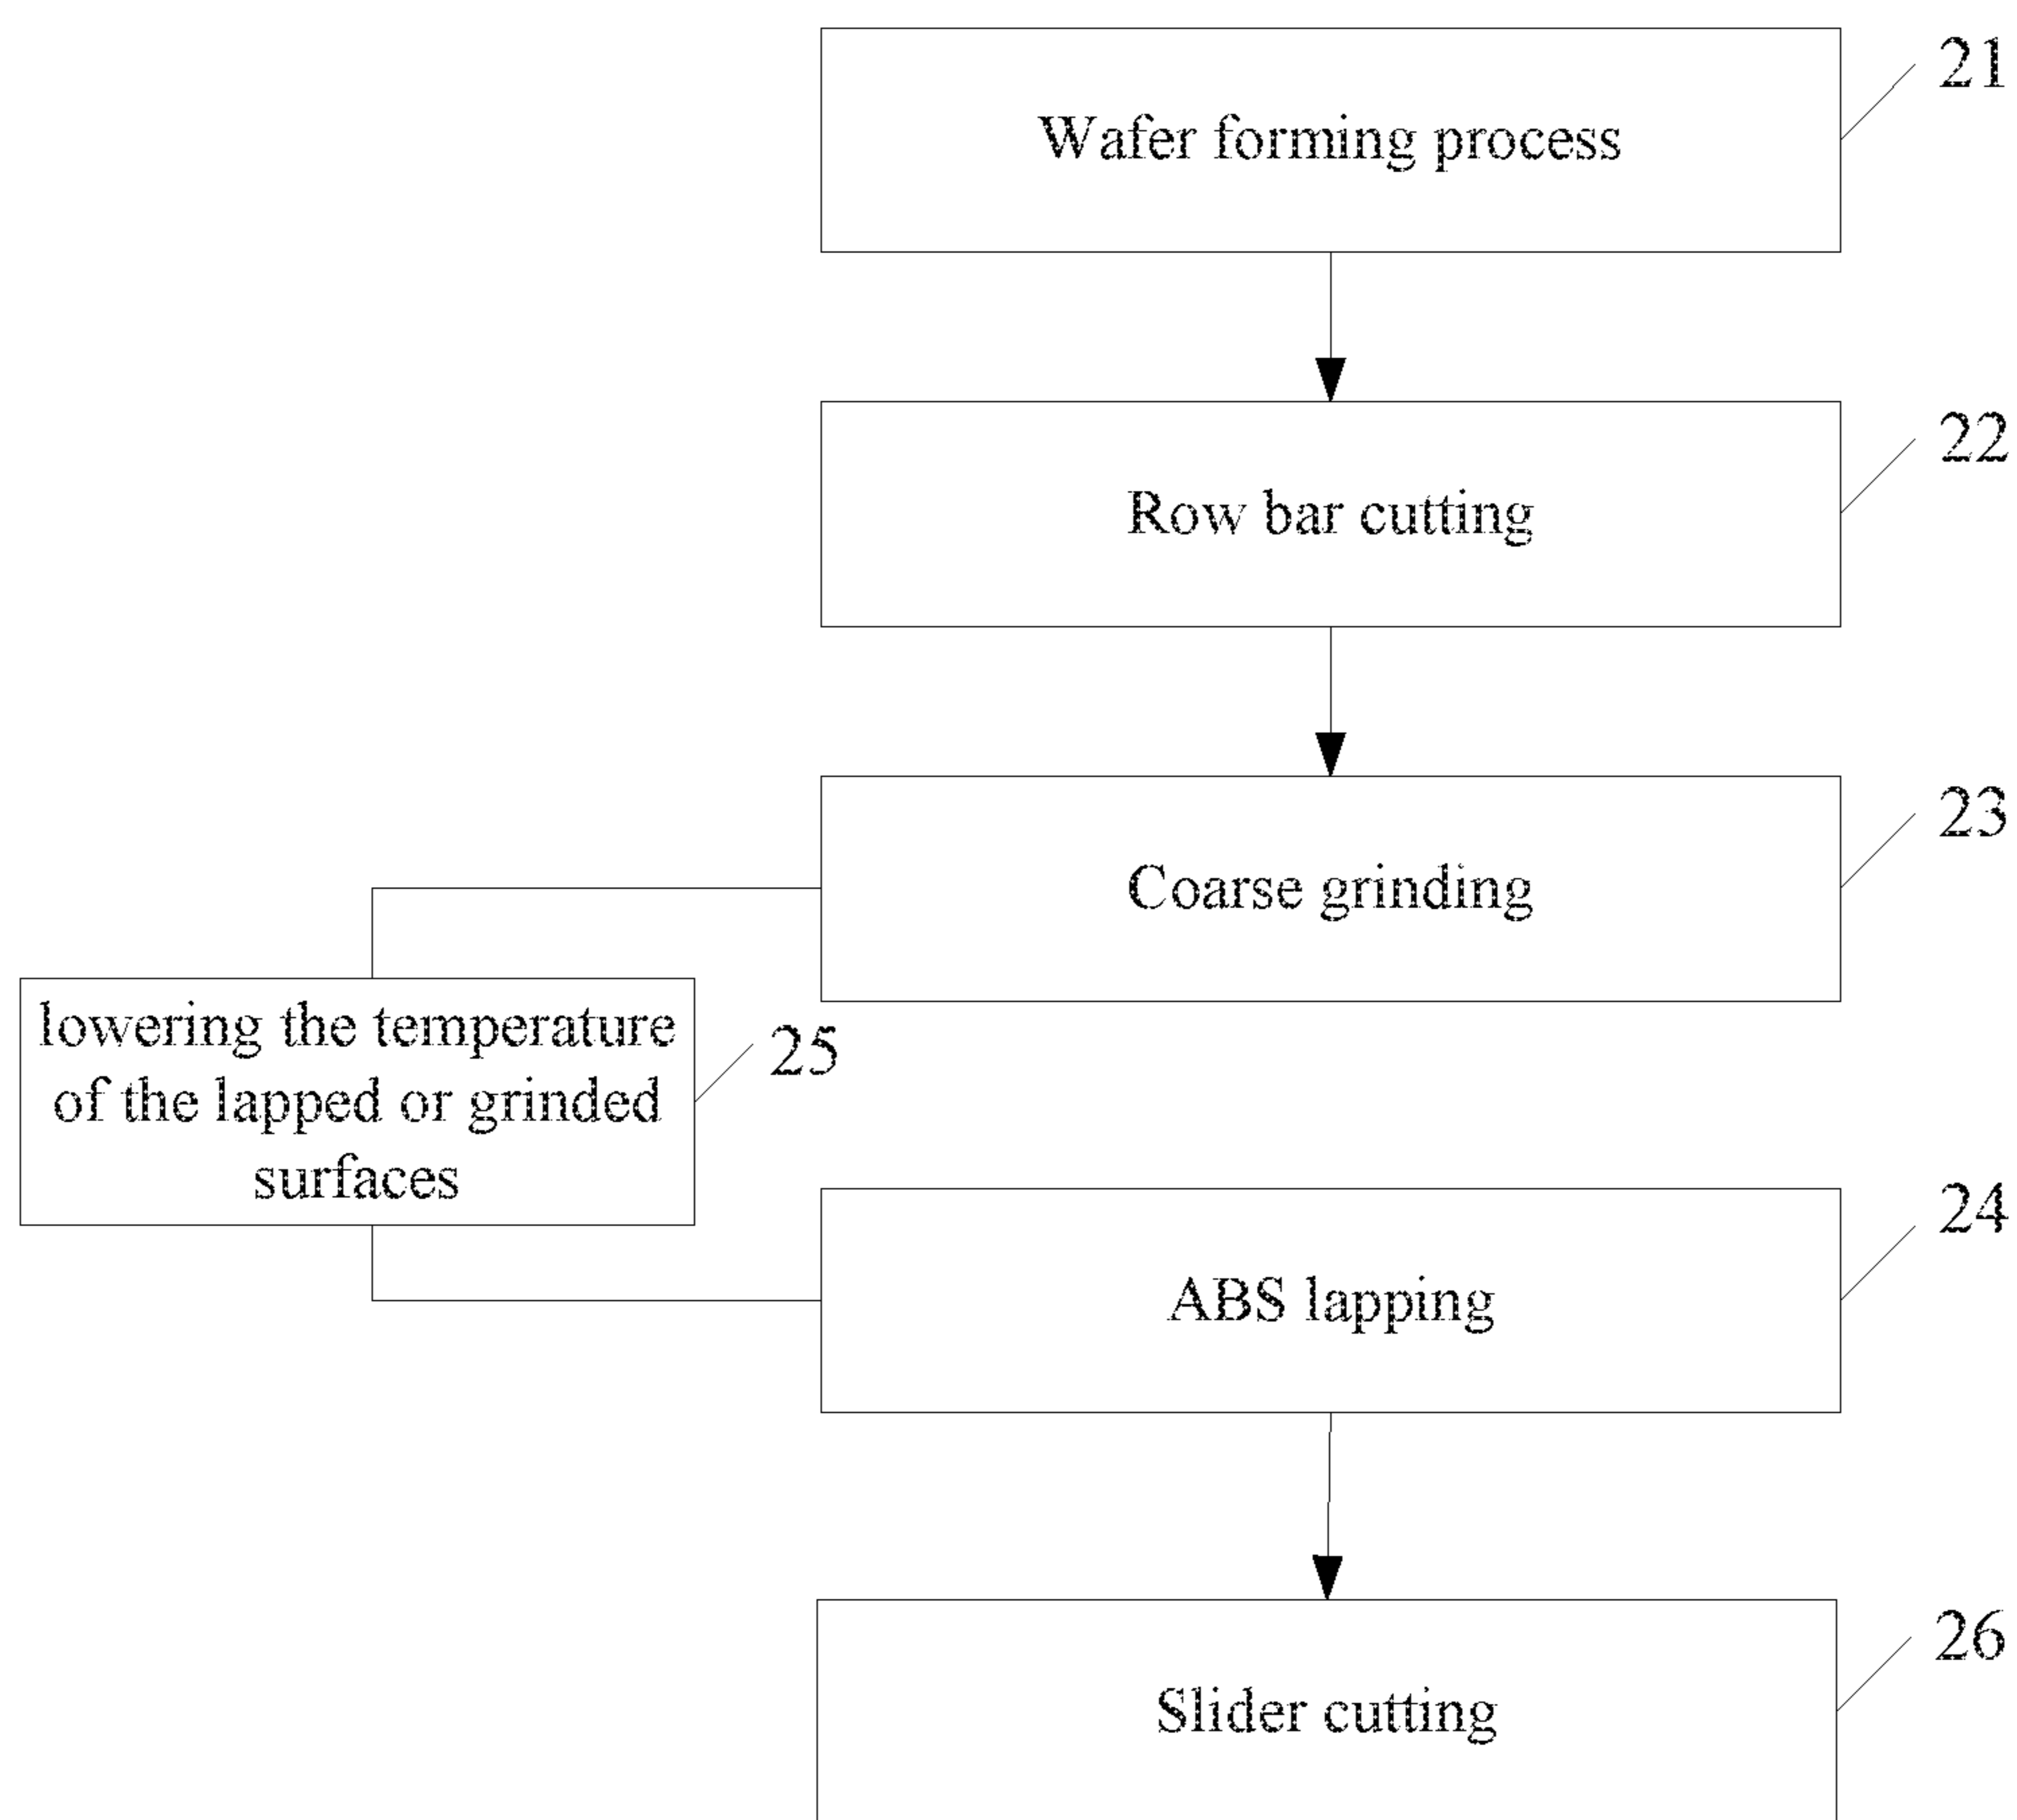 Wafer forming process
21
Row bar cutting
22
Coarse grinding
23
lowering the temperature
of the lapped or grinded
surfaces
25
ABS lapping
24
Slider cutting
26